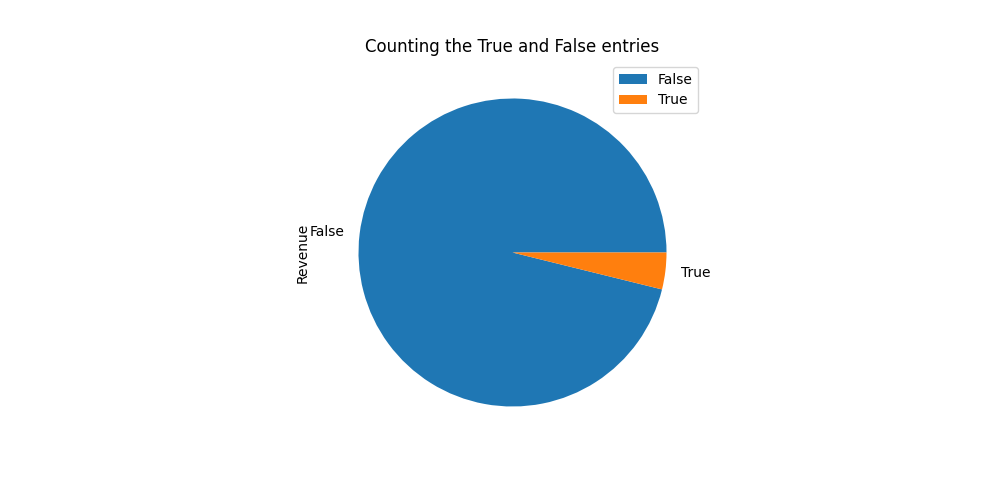 Counting the True and False entries
False
True
Revenue
False
True